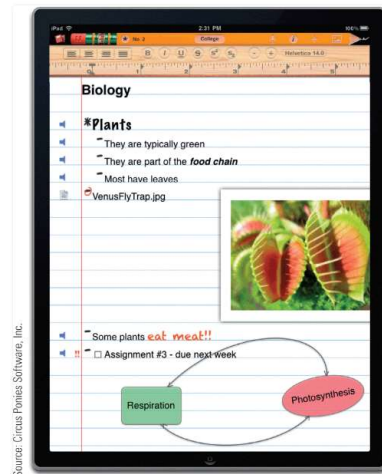 iPad
2:31 PM
100%
No. 2
College
B I U S
Helvetica 14.0
Biology
*Plants
They are typically green
They are part of the food chain
Most have leaves
VenusFlyTrap.jpg
Some plants eat meat!!
!! Assignment #3 - due next week
Respiration
Photosynthesis
Source: Circus Ponies Software, Inc.